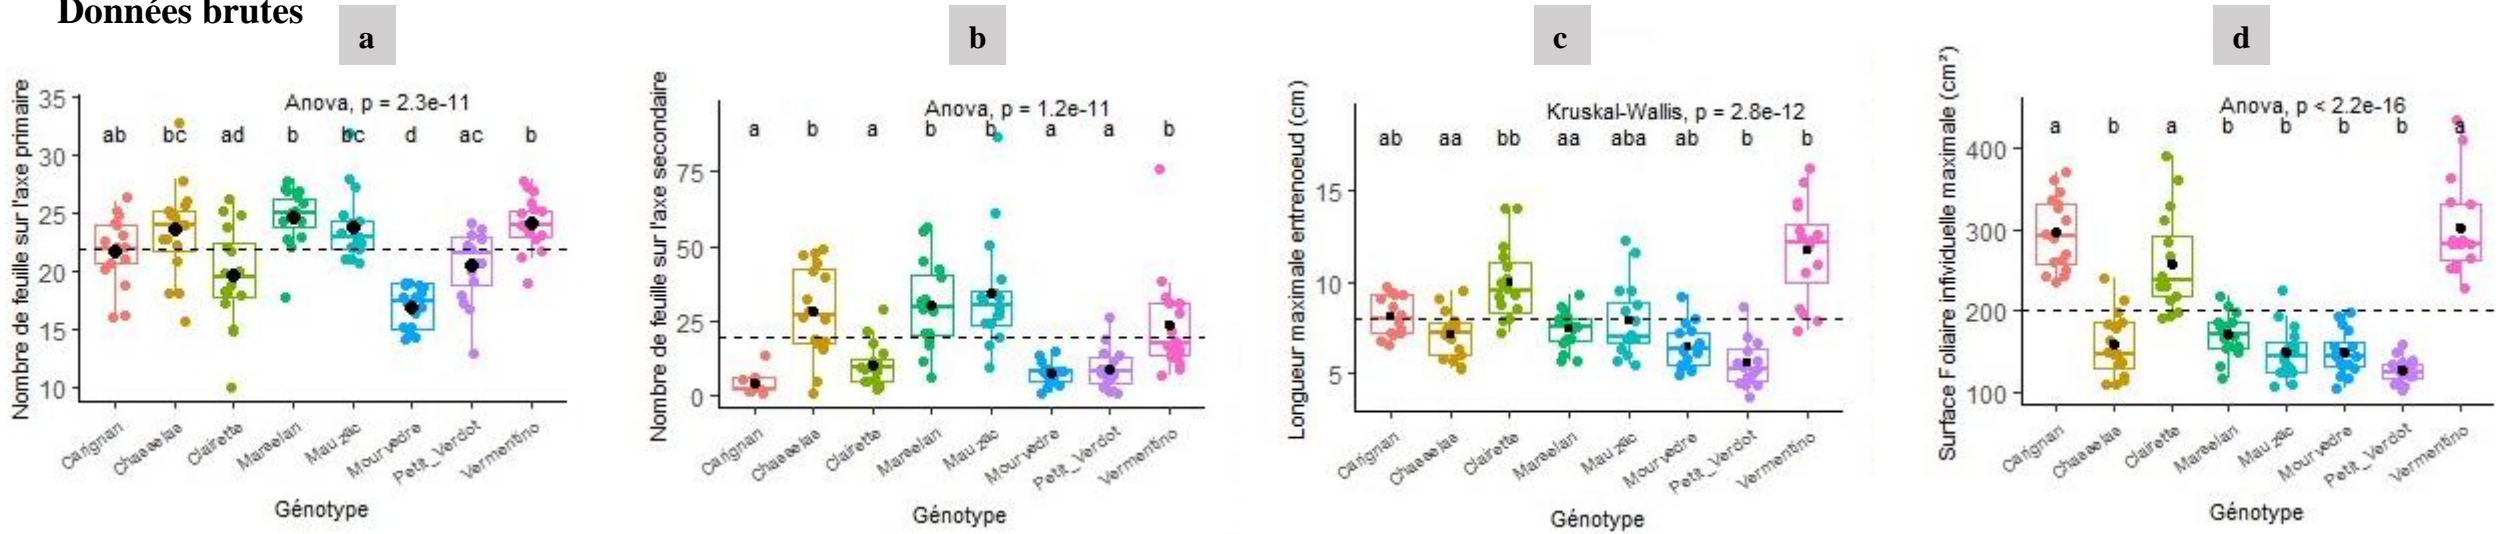 Données brutes
a
Nombre de feuille sur l'axe primaire
Anova, p = 2.3e-11
ab bc ad b bc d ac b
35
30
25
20
15
10
Carignan Chasselas Clairette Marselan Mauzac Mourvèdre Petit_Verdot Vermentino
Génotype
b
Nombre de feuille sur l'axe secondaire
Anova, p = 1.2e-11
a b a b b a a b
75
50
25
0
Carignan Chasselas Clairette Marselan Mauzac Mourvèdre Petit_Verdot Vermentino
Génotype
c
Longueur maximale entrenoeud (cm)
Kruskal-Wallis, p = 2.8e-12
ab aa bb aa aba ab b b
15
10
5
Carignan Chasselas Clairette Marselan Mauzac Mourvèdre Petit_Verdot Vermentino
Génotype
d
Surface Foliaire infividuelle maximale (cm²)
Anova, p < 2.2e-16
a b a b b b b a
400
300
200
100
Carignan Chasselas Clairette Marselan Mauzac Mourvèdre Petit_Verdot Vermentino
Génotype